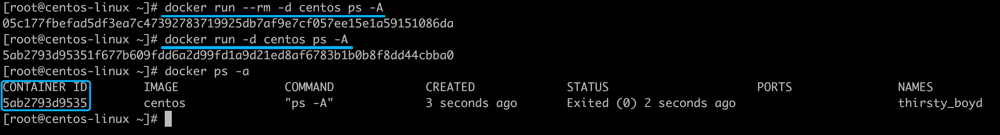 [root@centos-linux ~]# docker run --rm -d centos ps -A
05c177fbefad5df3ea7c47392783719925db7af9e7cf057ee15e1a59151086da
[root@centos-linux ~]# docker run -d centos ps -A
5ab2793d95351f677b609fdd6a2d99fd1a9d21ed8af6783b1b0b8f8dd44cbba0
[root@centos-linux ~]# docker ps -a
CONTAINER ID        IMAGE               COMMAND             CREATED             STATUS                     PORTS               NAMES
5ab2793d9535        centos              "ps -A"             3 seconds ago       Exited (0) 2 seconds ago                       thirsty_boyd
[root@centos-linux ~]#